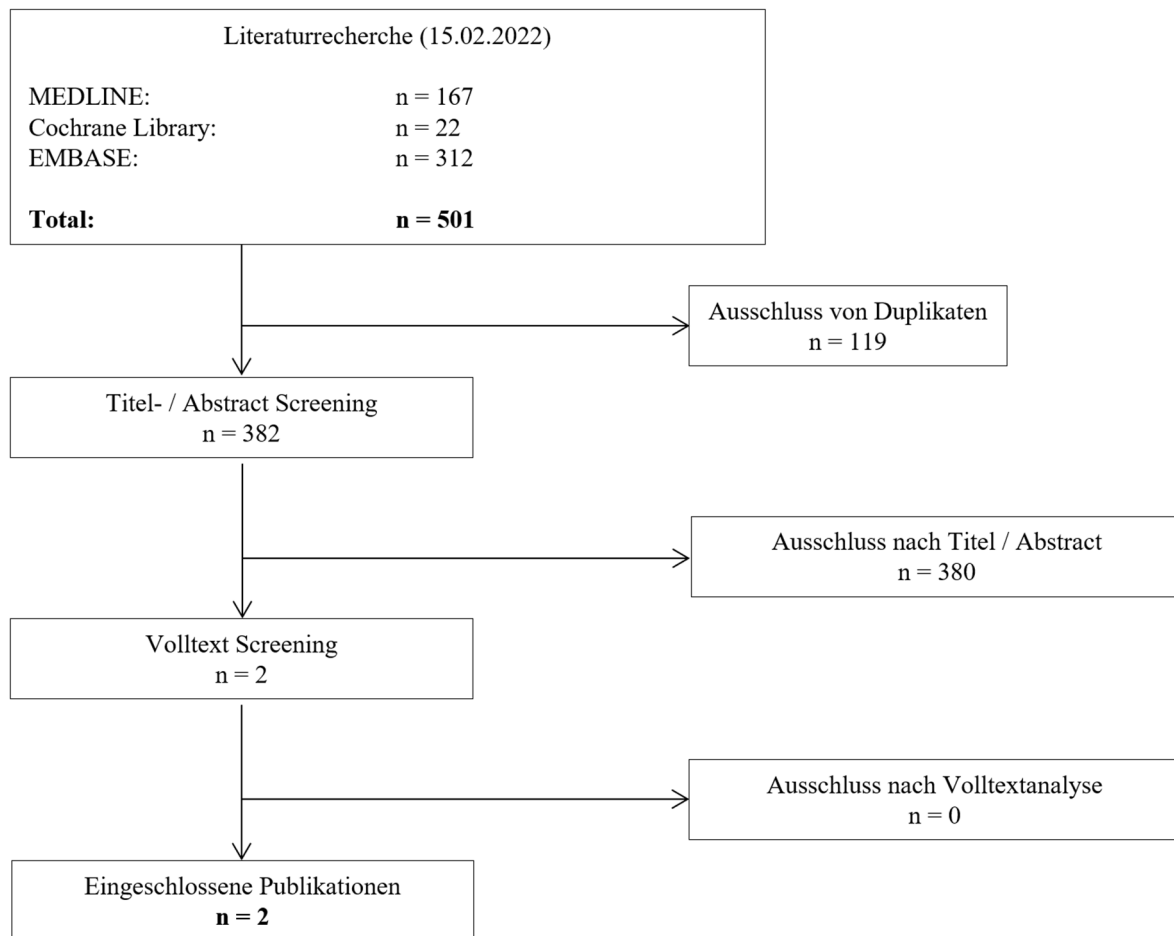 Literaturrecherche (15.02.2022)
MEDLINE: n = 167
Cochrane Library: n = 22
EMBASE: n = 312
Total: n = 501
Ausschluss von Duplikaten
n = 119
Titel- / Abstract Screening
n = 382
Ausschluss nach Titel / Abstract
n = 380
Volltext Screening
n = 2
Ausschluss nach Volltextanalyse
n = 0
Eingeschlossene Publikationen
n = 2